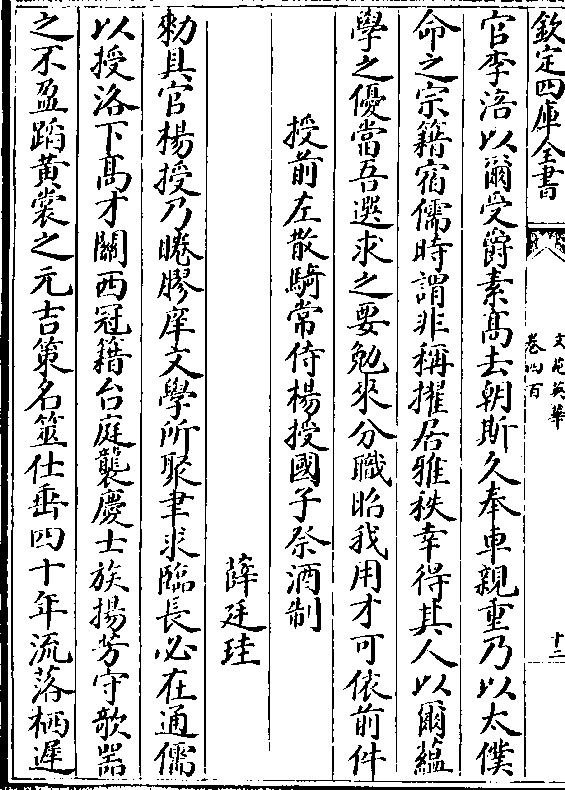 欽定四庫全書
文苑英華
卷四百
十二
官李浯以爾受爵素髙去朝斯久奉車親重乃以太僕
命之宗籍宿儒時謂非稱擢居雅秩幸得其人以爾藴
學之優當吾選求之要勉來分職昭我用才可依前件
授前左散騎常侍楊授國子祭酒制
薛廷珪
勅具官楊授乃睠膠庠文學所聚聿求臨長必在通儒
以授洛下髙才關西冠籍台庭襲慶士族揚芳守欹器
之不盈蹈黄裳之元吉策名筮仕垂四十年流落栖遲